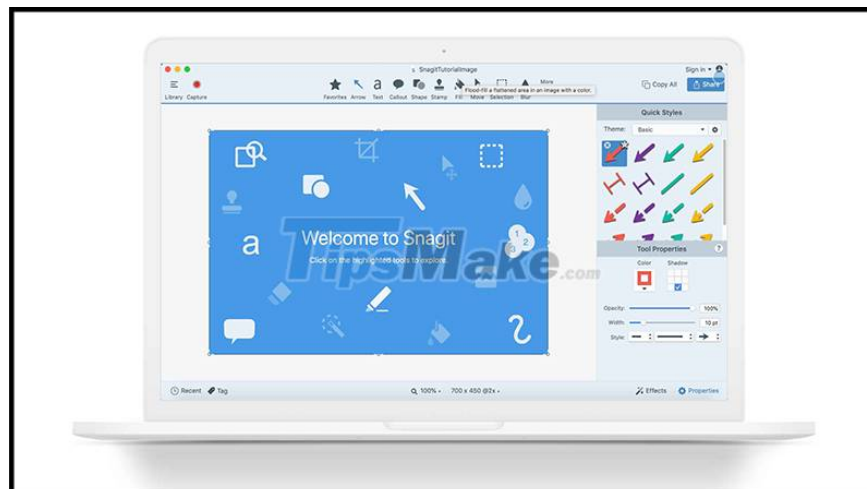 SnagitTutorialImage
Sign in
Library Capture
Favorites Arrow Text Callout Shape Stamp Fill Move Selection Blur
More
Flood-fill a flattened area in an image with a color.
Copy All
Share
Quick Styles
Theme: Basic
a
Welcome to Snagit
Click on the highlighted tools to explore.
1
2
3
TipsMake.com
Tool Properties
?
Color Shadow
Opacity: 100%
Width: 10 pt
Style:
Recent Tag
100%
700 x 450 @2x
Effects Properties